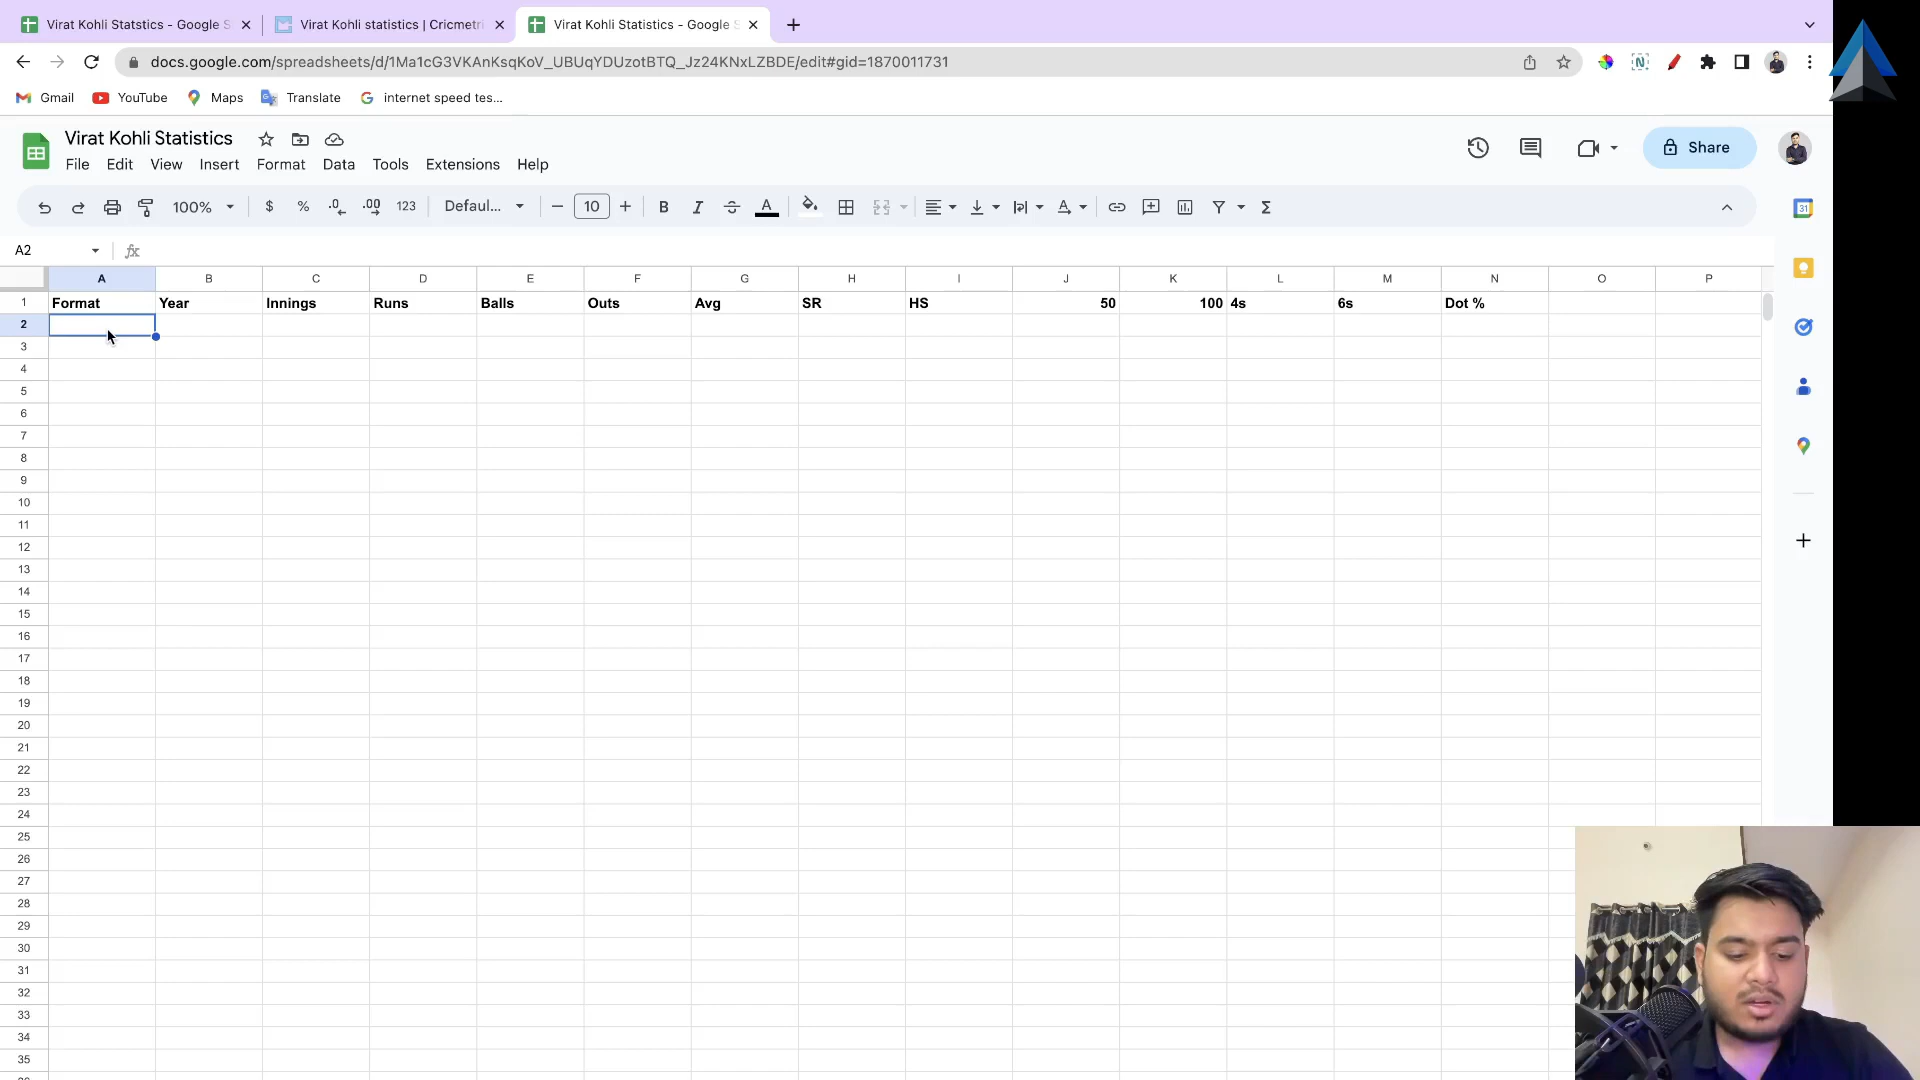 Virat Kohli Statstics - Google S
Virat Kohli statistics | Cricmetri
Virat Kohli Statistics - Google S
docs.google.com/spreadsheets/d/1Ma1cG3VKAnKsqKoV_UBUqYDUzotBTQ_Jz24KNxLZBDE/edit#gid=1870011731
Gmail YouTube Maps Translate internet speed tes...
Virat Kohli Statistics
File Edit View Insert Format Data Tools Extensions Help
Share
100% $ % .0 .00 123 Defaul... 10 B I A
31
A2 fx
A B C D E F G H I J K L M N O P
1 Format Year Innings Runs Balls Outs Avg SR HS 50 100 4s 6s Dot %
2
3
4
5
6
7
8
9
10
11
12
13
14
15
16
17
18
19
20
21
22
23
24
25
26
27
28
29
30
31
32
33
34
35